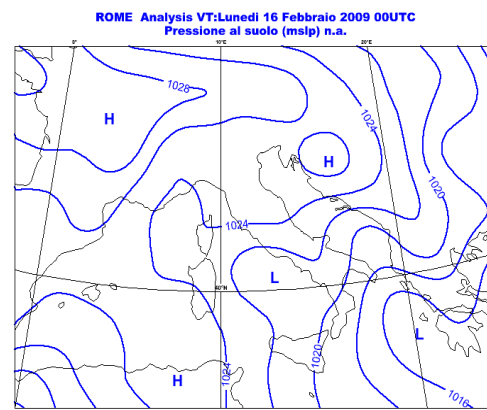 ROME Analysis VT:Lunedi 16 Febbraio 2009 00UTC
Pressione al suolo (mslp) n.a.
0° 10°E 20°E
1028
H
1024
H
1020
1024
L
40°N
L
1020
1024
H
1016